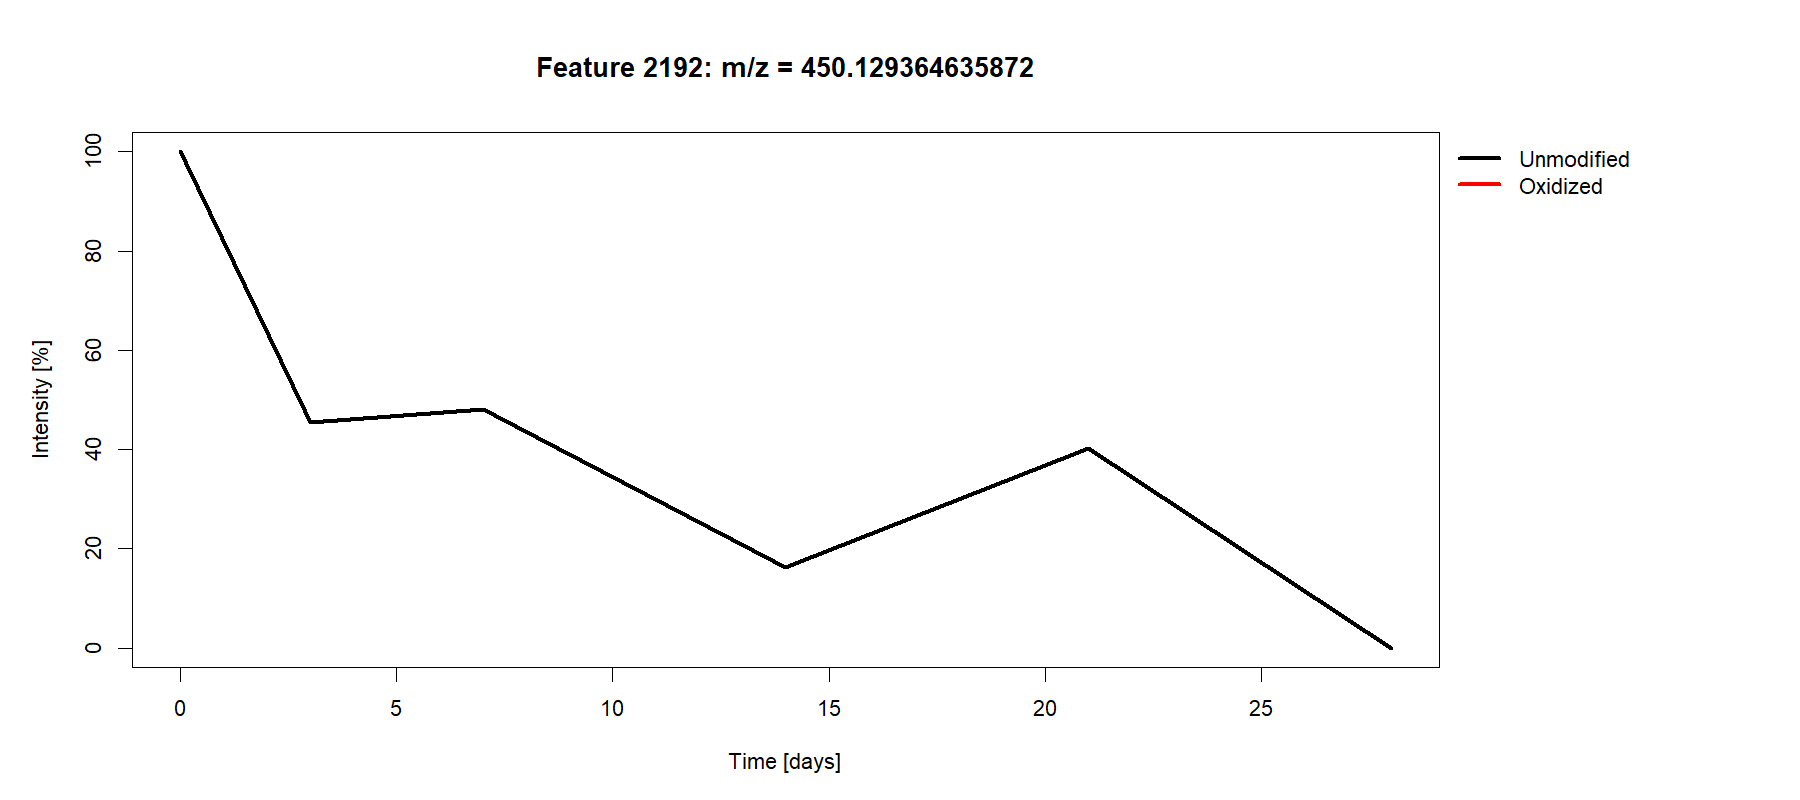 Feature 2192: m/z = 450.129364635872
Unmodified
Oxidized
Intensity [%]
100
80
60
40
20
0
0 5 10 15 20 25
Time [days]